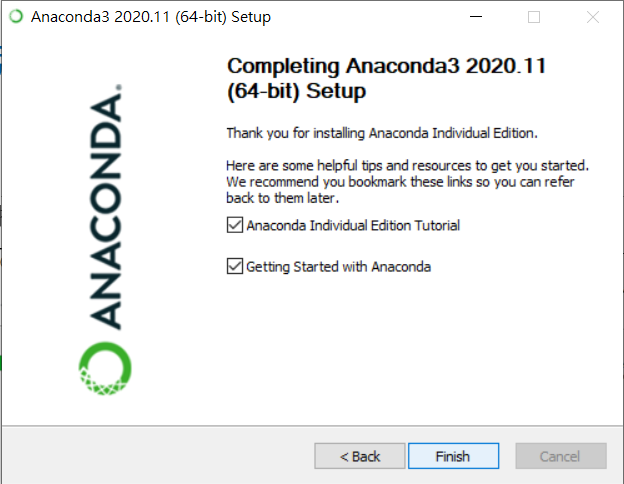 Anaconda3 2020.11 (64-bit) Setup
Completing Anaconda3 2020.11
(64-bit) Setup
Thank you for installing Anaconda Individual Edition.
Here are some helpful tips and resources to get you started.
We recommend you bookmark these links so you can refer
back to them later.
Anaconda Individual Edition Tutorial
Getting Started with Anaconda
ANACONDA.
< Back
Finish
Cancel